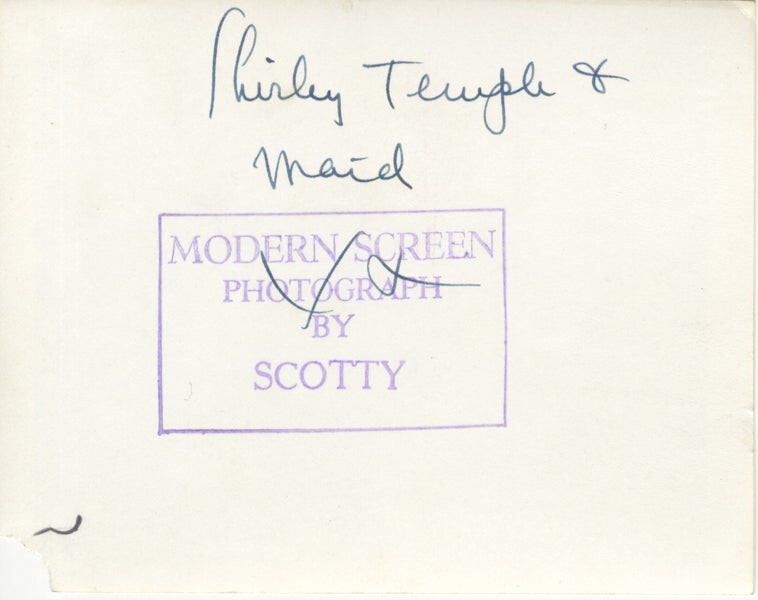 Shirley Temple &
Maid
MODERN SCREEN
PHOTOGRAPH
BY
SCOTTY